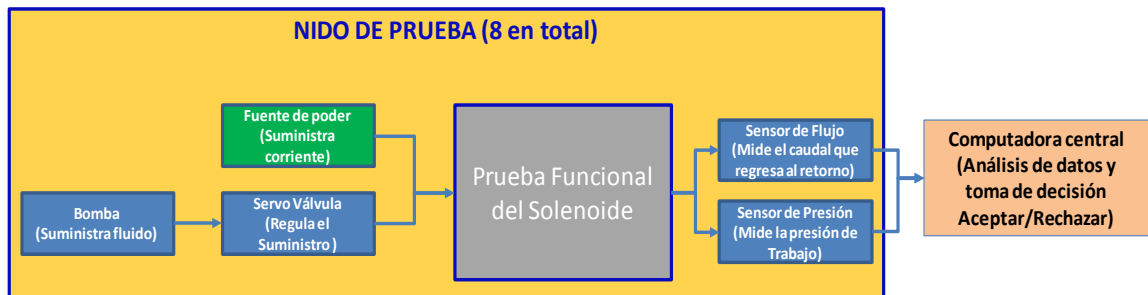 NIDO DE PRUEBA (8 en total)
Fuente de poder
(Suministra
corriente)
Bomba
(Suministra fluido)
Servo Válvula
(Regula el
Suministro )
Prueba Funcional
del Solenoide
Sensor de Flujo
(Mide el caudal que
regresa al retorno)
Sensor de Presión
(Mide la presión de
Trabajo)
Computadora central
(Análisis de datos y
toma de decisión
Aceptar/Rechazar)